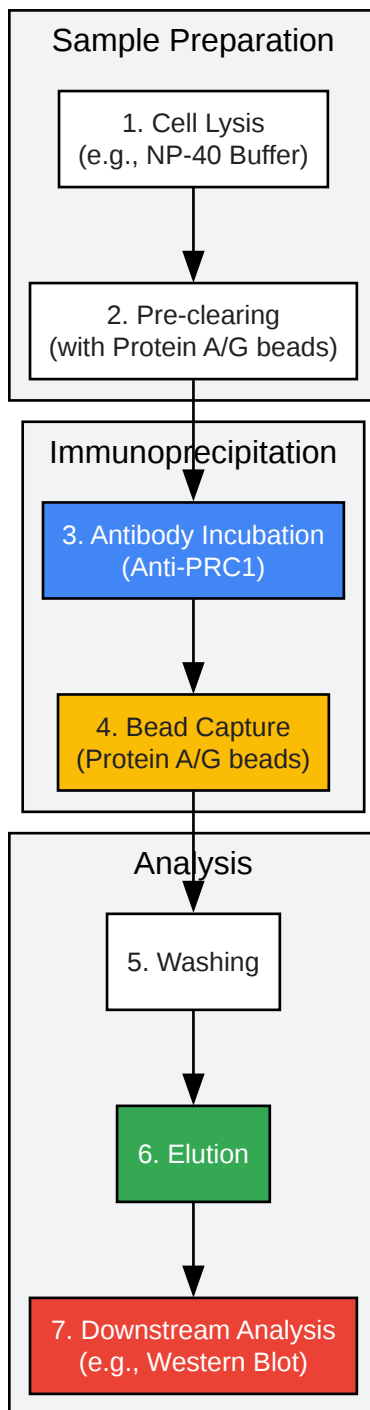 Sample Preparation
1. Cell Lysis
(e.g., NP-40 Buffer)
2. Pre-clearing
(with Protein A/G beads)
Immunoprecipitation
3. Antibody Incubation
(Anti-PRC1)
4. Bead Capture
(Protein A/G beads)
Analysis
5. Washing
6. Elution
7. Downstream Analysis
(e.g., Western Blot)